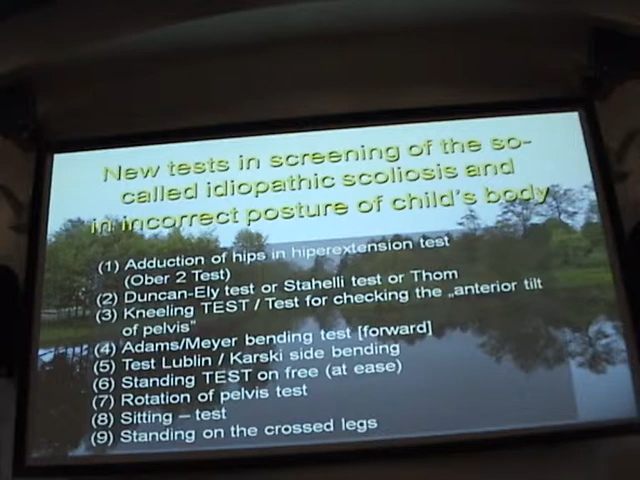 New tests in screening of the so-
called idiopathic scoliosis and
in incorrect posture of child's body
(1) Adduction of hips in hiperextension test
(Ober 2 Test)
(2) Duncan-Ely test or Stahelli test or Thom
(3) Kneeling TEST / Test for checking the „anterior tilt
of pelvis"
(4) Adams/Meyer bending test [forward]
(5) Test Lublin / Karski side bending
(6) Standing TEST on free (at ease)
(7) Rotation of pelvis test
(8) Sitting – test
(9) Standing on the crossed legs